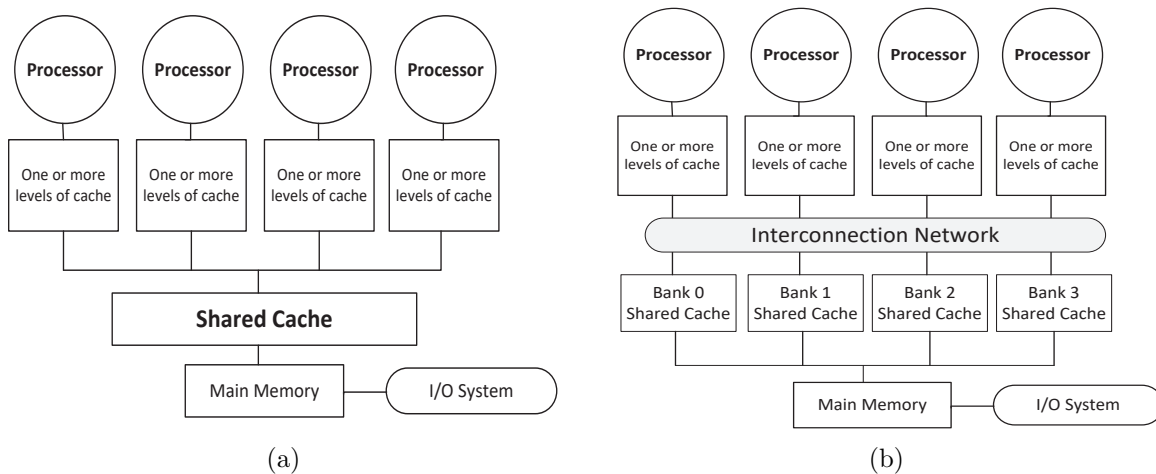 Processor
Processor
Processor
Processor
One or more
levels of cache
One or more
levels of cache
One or more
levels of cache
One or more
levels of cache
Shared Cache
Main Memory
I/O System
(a)
Processor
Processor
Processor
Processor
One or more
levels of cache
One or more
levels of cache
One or more
levels of cache
One or more
levels of cache
Interconnection Network
Bank 0
Shared Cache
Bank 1
Shared Cache
Bank 2
Shared Cache
Bank 3
Shared Cache
Main Memory
I/O System
(b)